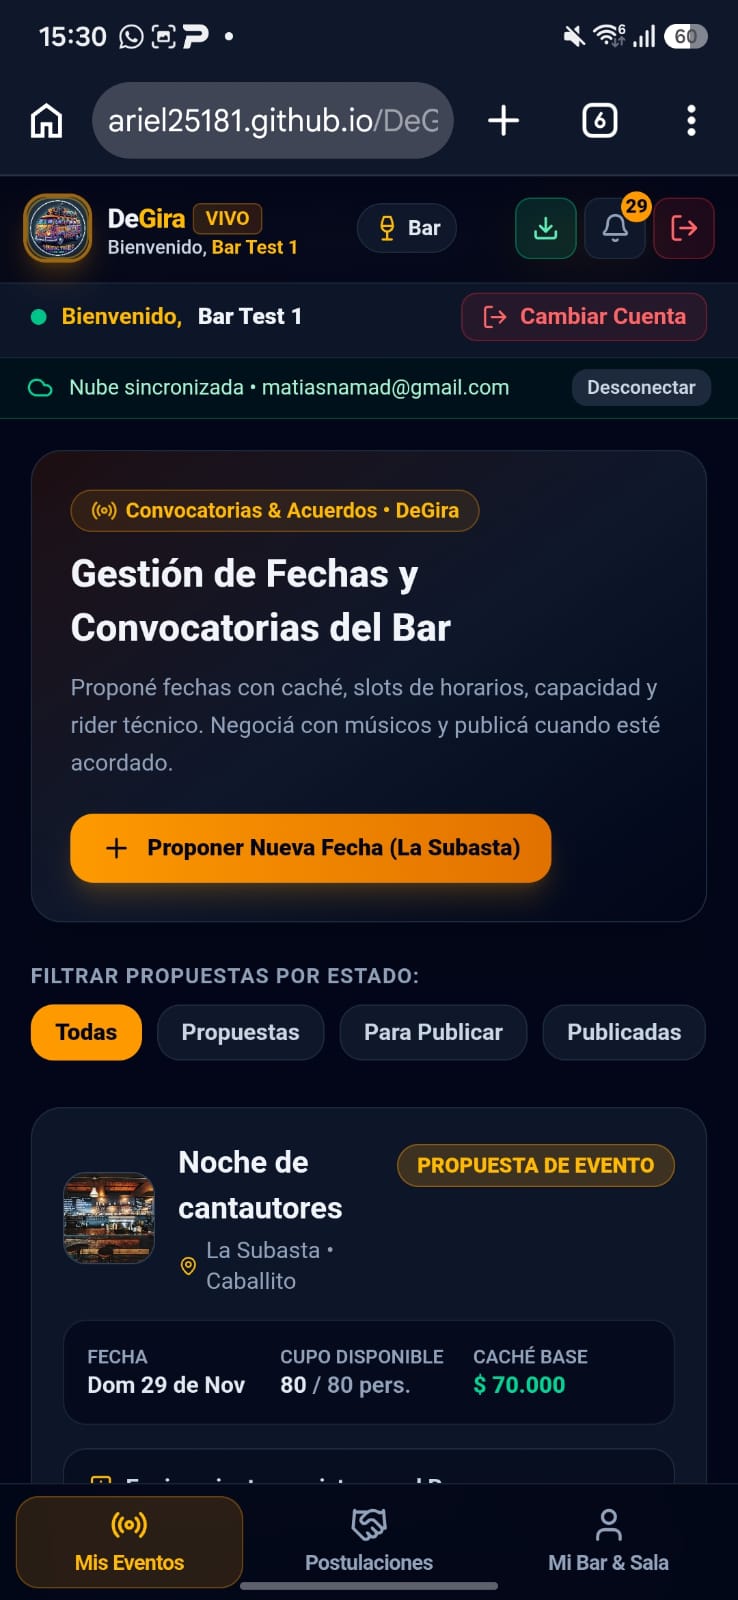 15:30
6
60
ariel25181.github.io/DeG
6
DeGira VIVO
Bienvenido, Bar Test 1
Bar
29
Bienvenido, Bar Test 1
Cambiar Cuenta
Nube sincronizada • matiasnamad@gmail.com
Desconectar
Convocatorias & Acuerdos • DeGira
Gestión de Fechas y
Convocatorias del Bar
Proponé fechas con caché, slots de horarios, capacidad y
rider técnico. Negociá con músicos y publicá cuando esté
acordado.
Proponer Nueva Fecha (La Subasta)
FILTRAR PROPUESTAS POR ESTADO:
Todas
Propuestas
Para Publicar
Publicadas
Noche de
cantautores
PROPUESTA DE EVENTO
La Subasta •
Caballito
FECHA
Dom 29 de Nov
CUPO DISPONIBLE
80 / 80 pers.
CACHÉ BASE
$ 70.000
Mis Eventos
Postulaciones
Mi Bar & Sala